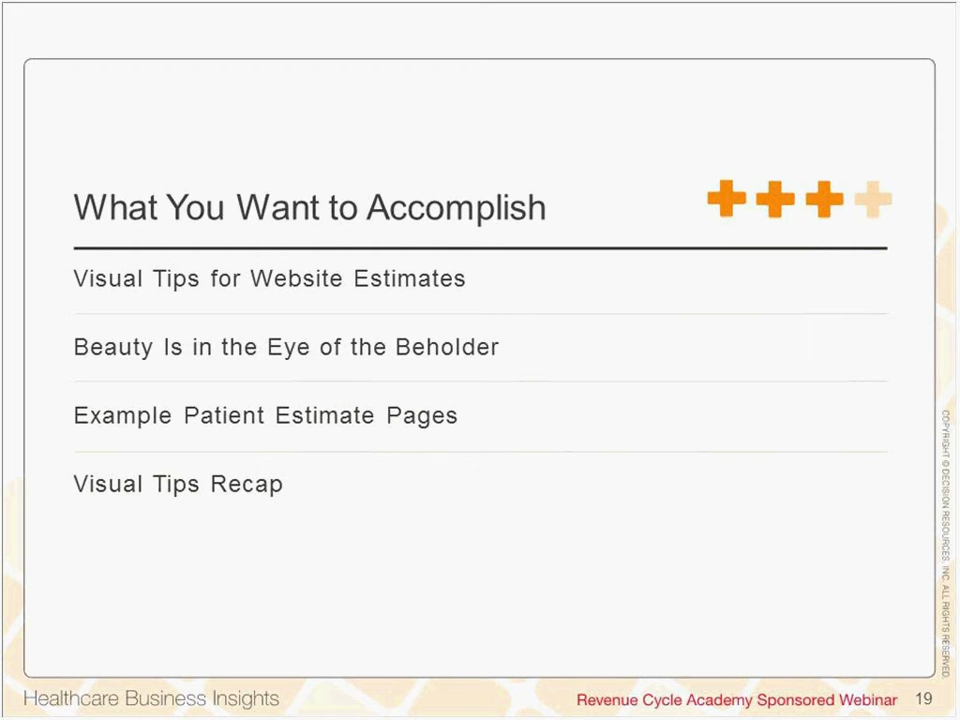 What You Want to Accomplish
Visual Tips for Website Estimates
Beauty Is in the Eye of the Beholder
Example Patient Estimate Pages
Visual Tips Recap
COPYRIGHT © DECISION RESOURCES, INC. ALL RIGHTS RESERVED.
Healthcare Business Insights
Revenue Cycle Academy Sponsored Webinar 19